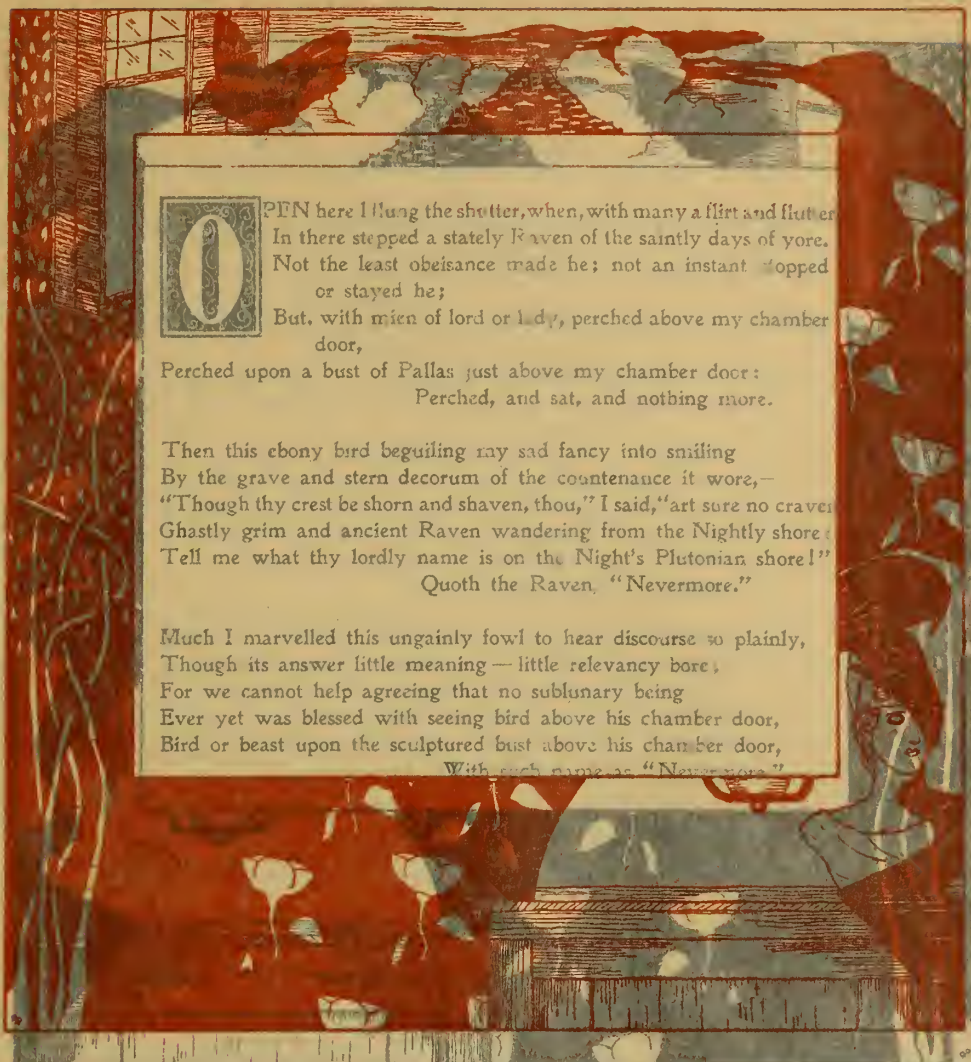 OPEN here I flung the shutter, when, with many a flirt and flutter
In there stepped a stately Raven of the saintly days of yore.
Not the least obeisance made he; not an instant stopped
or stayed he;
But, with mien of lord or lady, perched above my chamber
door,
Perched upon a bust of Pallas just above my chamber door:
Perched, and sat, and nothing more.
Then this ebony bird beguiling my sad fancy into smiling
By the grave and stern decorum of the countenance it wore,—
"Though thy crest be shorn and shaven, thou," I said, "art sure no craven
Ghastly grim and ancient Raven wandering from the Nightly shore:
Tell me what thy lordly name is on the Night's Plutonian shore!"
Quoth the Raven, "Nevermore."
Much I marvelled this ungainly fowl to hear discourse so plainly,
Though its answer little meaning — little relevancy bore;
For we cannot help agreeing that no sublunary being
Ever yet was blessed with seeing bird above his chamber door,
Bird or beast upon the sculptured bust above his chamber door,
With such name as "Nevermore."